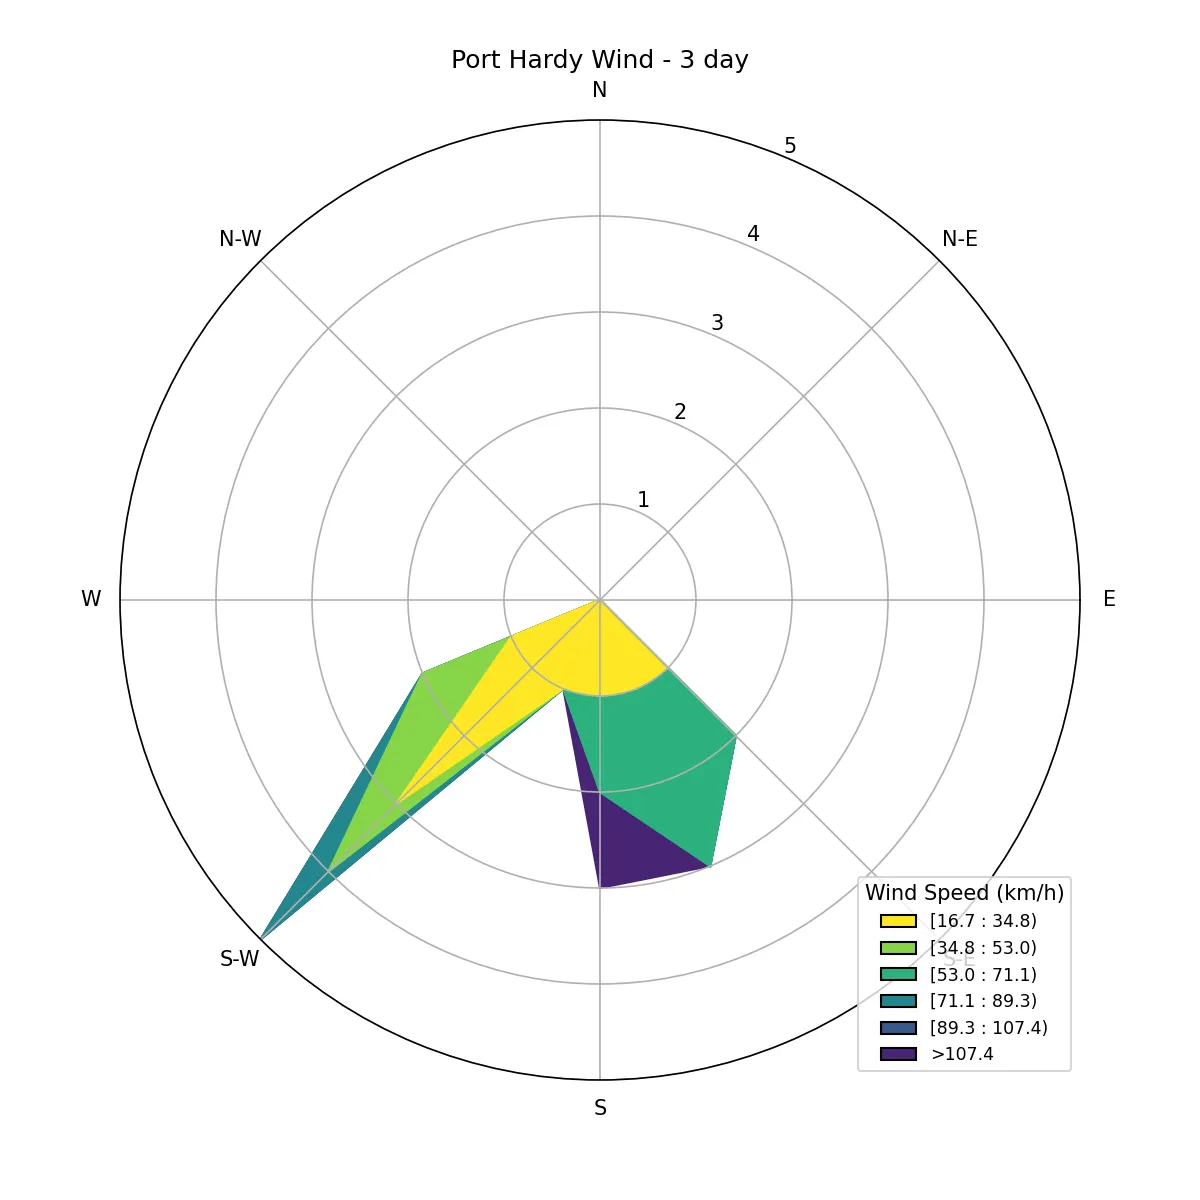 Port Hardy Wind - 3 day
N
5
N-W
N-E
4
3
2
1
W
E
Wind Speed (km/h)
[16.7 : 34.8)
[34.8 : 53.0)
S-W
S-E
[53.0 : 71.1)
[71.1 : 89.3)
[89.3 : 107.4)
>107.4
S